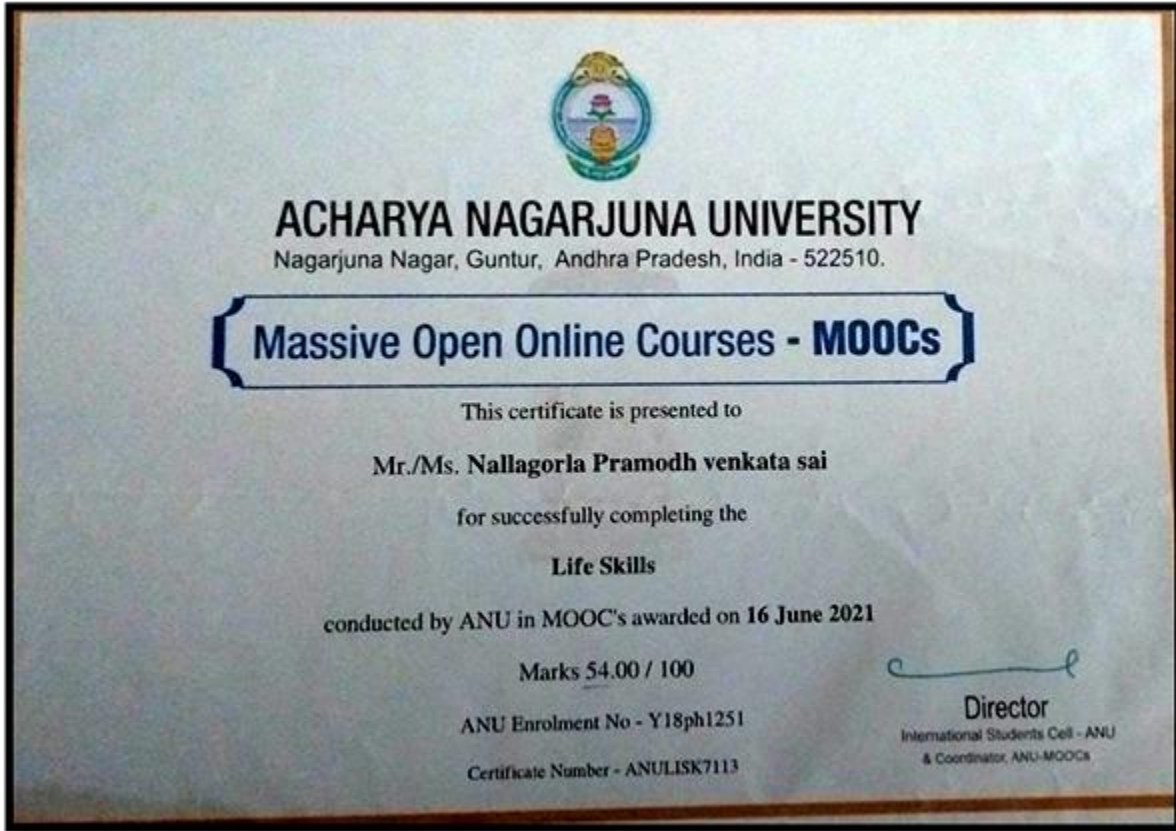 ACHARYA NAGARJUNA UNIVERSITY
Nagarjuna Nagar, Guntur, Andhra Pradesh, India - 522510.
Massive Open Online Courses - MOOCs
This certificate is presented to
Mr./Ms. Nallagorla Pramodh venkata sai
for successfully completing the
Life Skills
conducted by ANU in MOOC's awarded on 16 June 2021
Marks 54.00 / 100
ANU Enrolment No - Y18ph1251
Certificate Number - ANULISK7113
Director
International Students Cell - ANU
& Coordinator, ANU-MOOCs